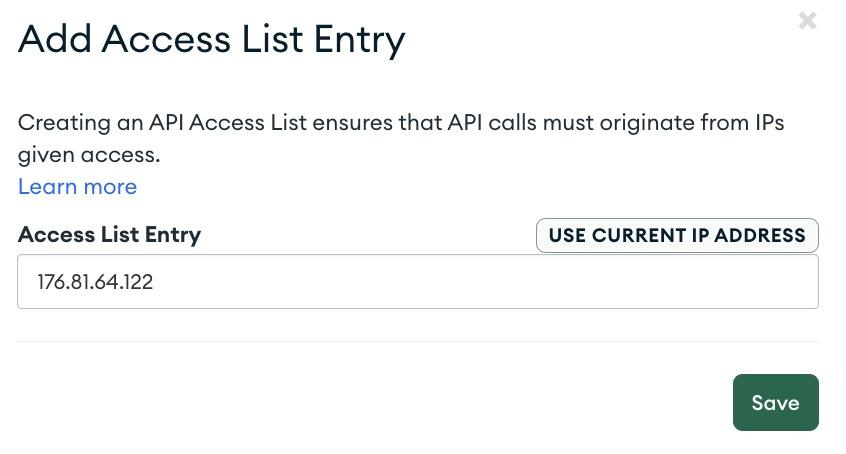 Add Access List Entry
Creating an API Access List ensures that API calls must originate from IPs
given access.
Learn more
Access List Entry
USE CURRENT IP ADDRESS
176.81.64.122
Save